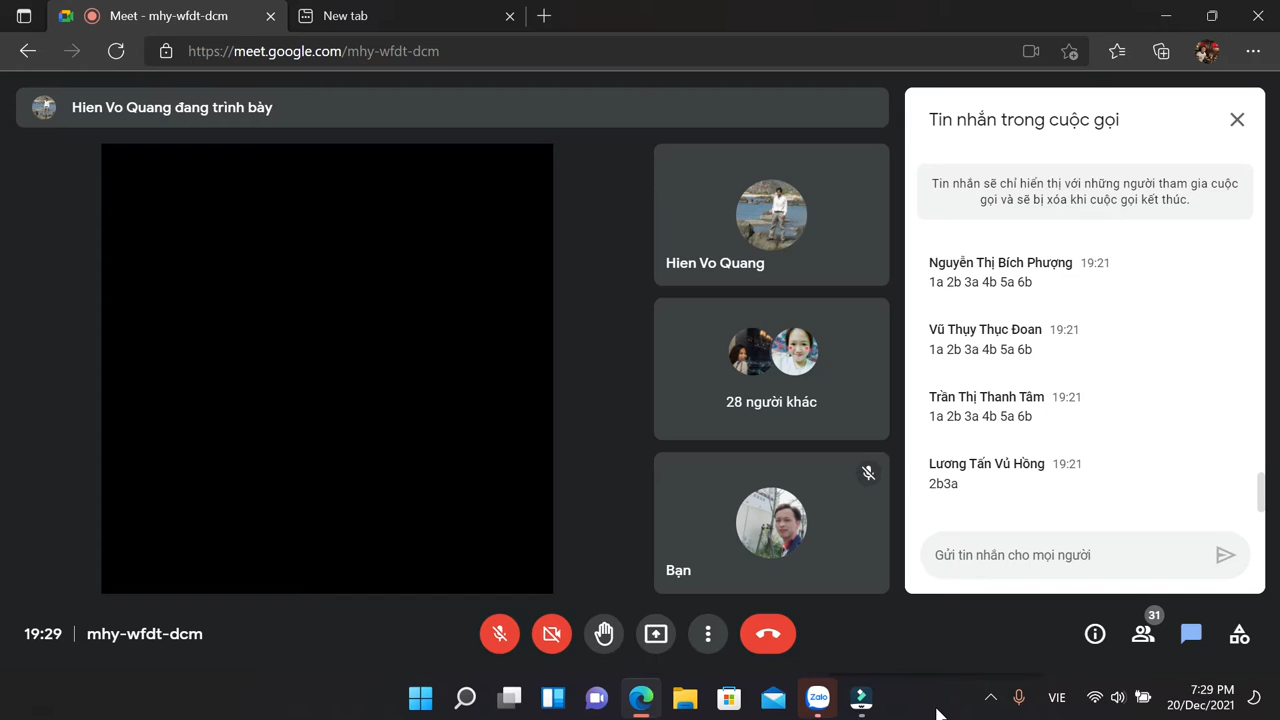 Meet - mhy-wfdt-dcm
New tab
https://meet.google.com/mhy-wfdt-dcm
Hien Vo Quang đang trình bày
Hien Vo Quang
28 người khác
Bạn
Tin nhắn trong cuộc gọi
Tin nhắn sẽ chỉ hiển thị với những người tham gia cuộc
gọi và sẽ bị xóa khi cuộc gọi kết thúc.
Nguyễn Thị Bích Phượng 19:21
1a 2b 3a 4b 5a 6b
Vũ Thụy Thục Đoan 19:21
1a 2b 3a 4b 5a 6b
Trần Thị Thanh Tâm 19:21
1a 2b 3a 4b 5a 6b
Lương Tấn Vủ Hồng 19:21
2b3a
Gửi tin nhắn cho mọi người
19:29 | mhy-wfdt-dcm
31
Zalo
VIE
7:29 PM
20/Dec/2021